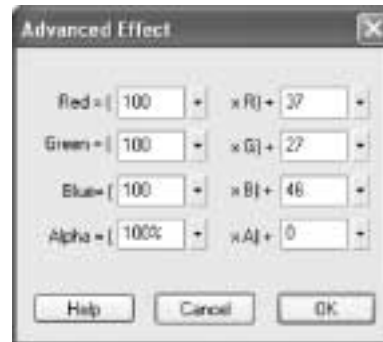 Advanced Effect
Red = ( 100 x R) + 37
Green = ( 100 x G) + 27
Blue= ( 100 x B) + 46
Alpha = ( 100% x A) + 0
Help Cancel OK